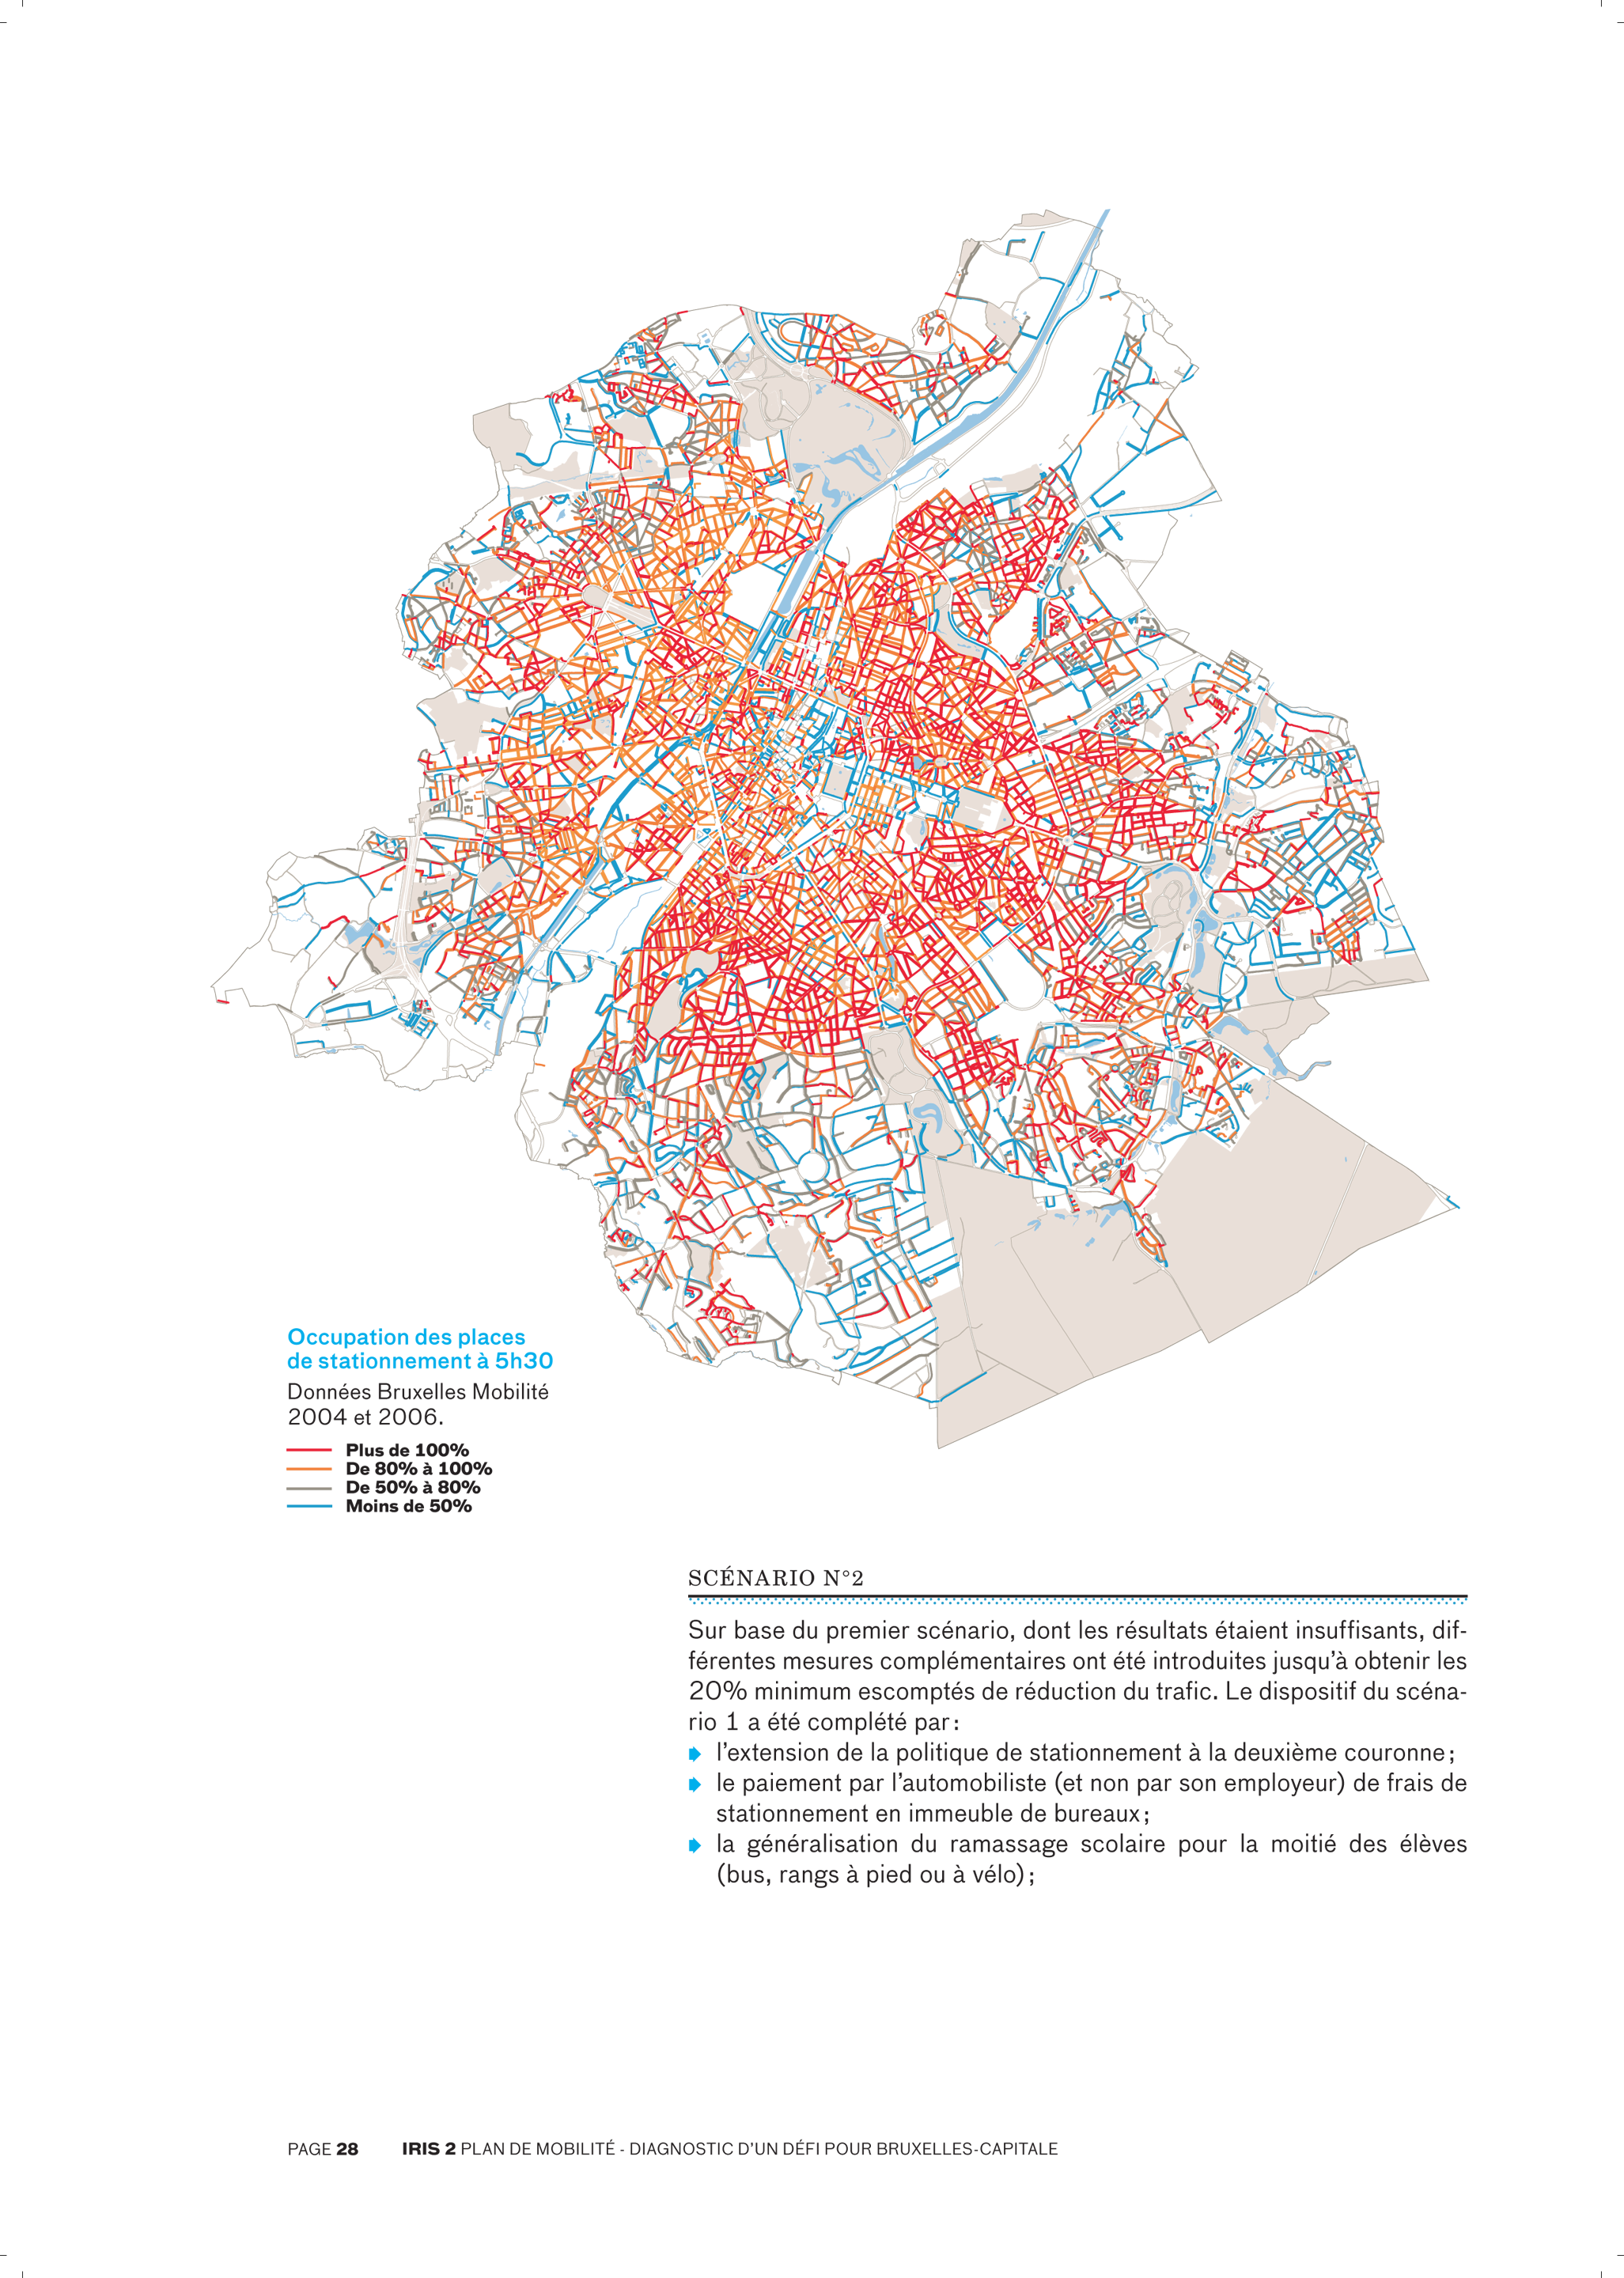 Occupation des places
de stationnement à 5h30
Données Bruxelles Mobilité
2004 et 2006.
Plus de 100%
De 80% à 100%
De 50% à 80%
Moins de 50%
SCÉNARIO N°2
Sur base du premier scénario, dont les résultats étaient insuffisants, dif-
férentes mesures complémentaires ont été introduites jusqu'à obtenir les
20% minimum escomptés de réduction du trafic. Le dispositif du scéna-
rio 1 a été complété par :
l'extension de la politique de stationnement à la deuxième couronne ;
le paiement par l'automobiliste (et non par son employeur) de frais de
stationnement en immeuble de bureaux ;
la généralisation du ramassage scolaire pour la moitié des élèves
(bus, rangs à pied ou à vélo) ;
PAGE 28 IRIS 2 PLAN DE MOBILITÉ - DIAGNOSTIC D'UN DÉFI POUR BRUXELLES-CAPITALE